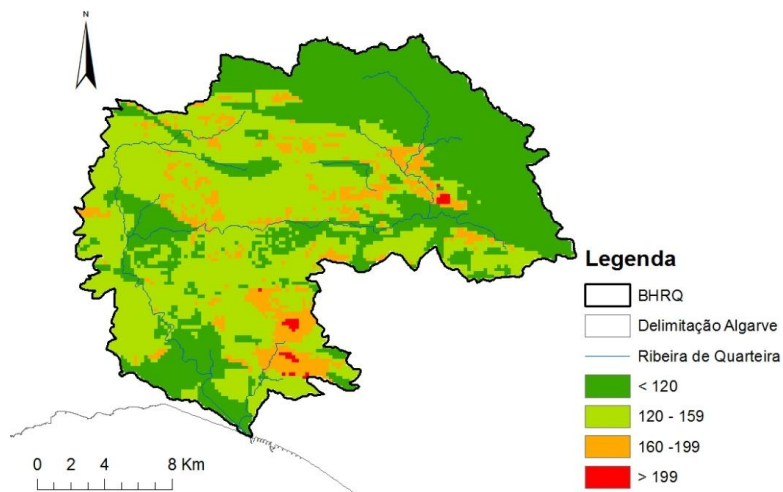 N
Legenda
BHRQ
Delimitação Algarve
Ribeira de Quarteira
< 120
120 - 159
160 -199
> 199
0 2 4 8 Km